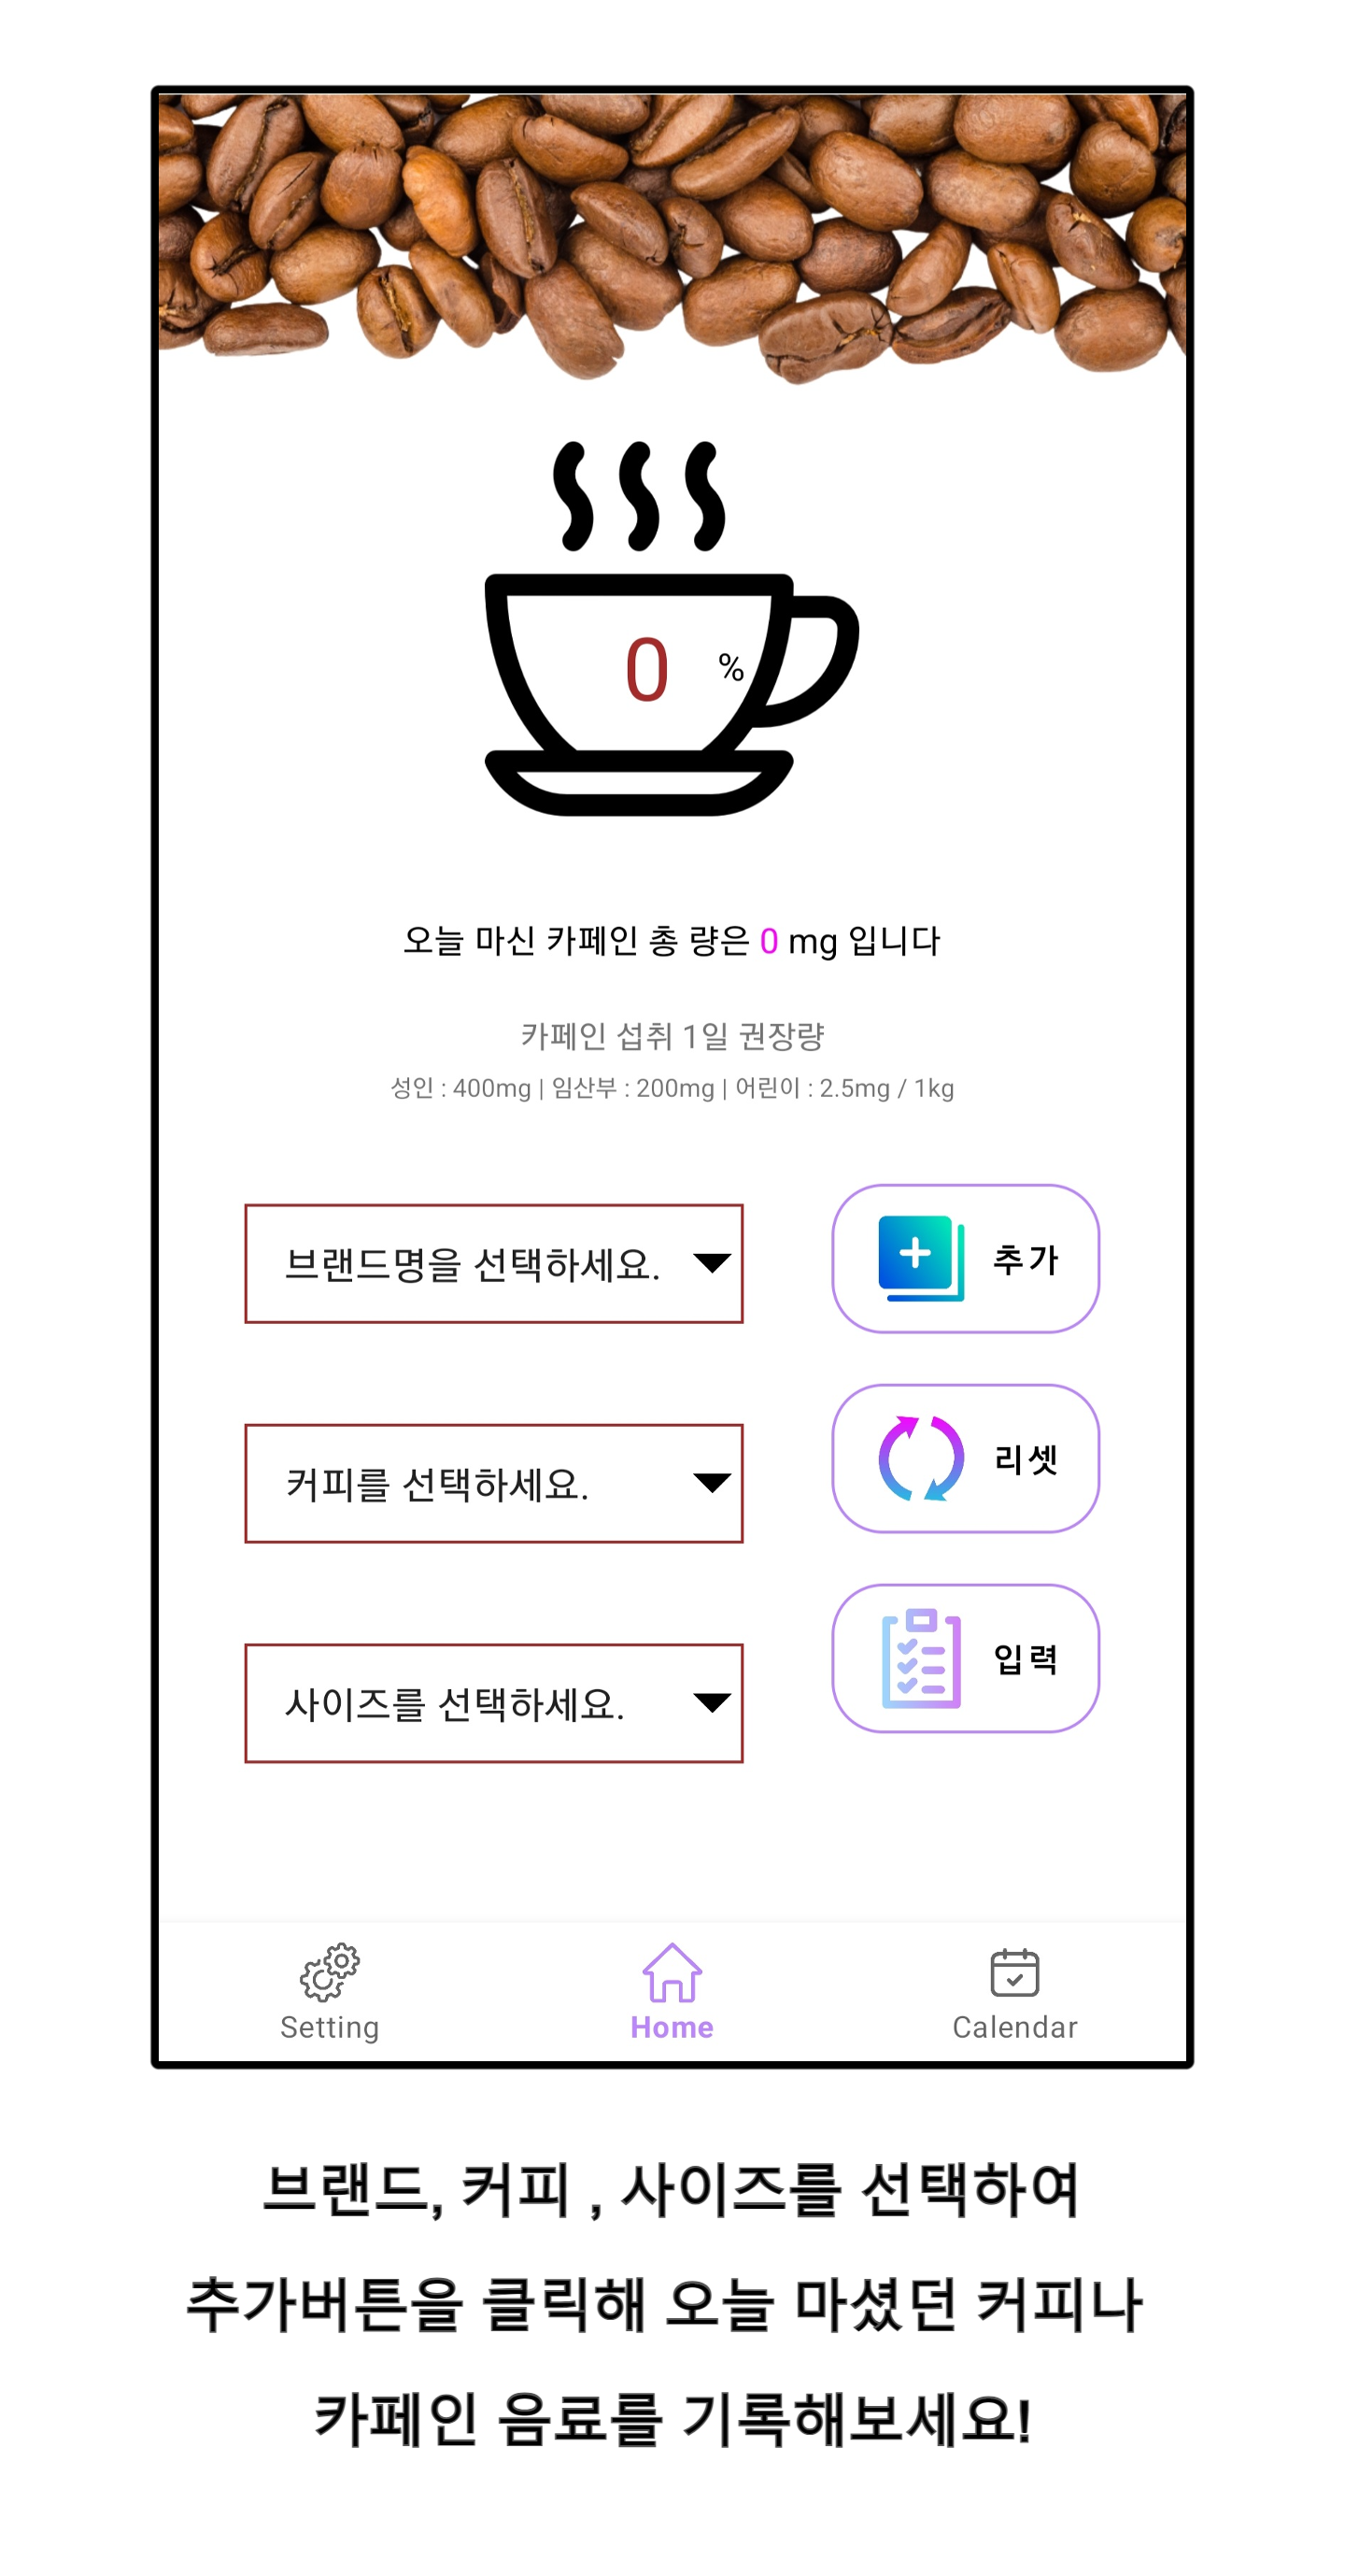 0 %
오늘 마신 카페인 총 량은 0 mg 입니다
카페인 섭취 1일 권장량
성인 : 400mg | 임산부 : 200mg | 어린이 : 2.5mg / 1kg
브랜드명을 선택하세요.
추가
커피를 선택하세요.
리셋
사이즈를 선택하세요.
입력
Setting
Home
Calendar
브랜드, 커피 , 사이즈를 선택하여
추가버튼을 클릭해 오늘 마셨던 커피나
카페인 음료를 기록해보세요!